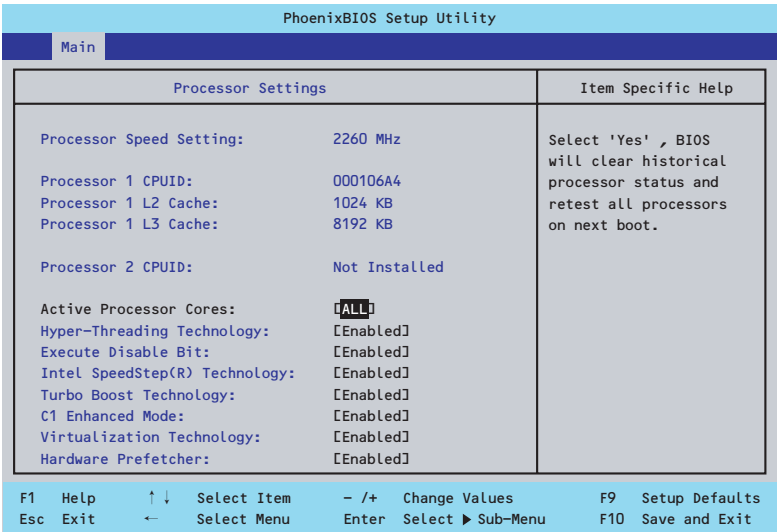 PhoenixBIOS Setup Utility
Main
Processor Settings
Item Specific Help
Processor Speed Setting: 2260 MHz
Processor 1 CPUID: 000106A4
Processor 1 L2 Cache: 1024 KB
Processor 1 L3 Cache: 8192 KB
Processor 2 CPUID: Not Installed
Active Processor Cores: [ALL]
Hyper-Threading Technology: [Enabled]
Execute Disable Bit: [Enabled]
Intel SpeedStep(R) Technology: [Enabled]
Turbo Boost Technology: [Enabled]
C1 Enhanced Mode: [Enabled]
Virtualization Technology: [Enabled]
Hardware Prefetcher: [Enabled]
Select 'Yes' , BIOS
will clear historical
processor status and
retest all processors
on next boot.
F1 Help ↑↓ Select Item - /+ Change Values F9 Setup Defaults
Esc Exit ← Select Menu Enter Select ▶ Sub-Menu F10 Save and Exit